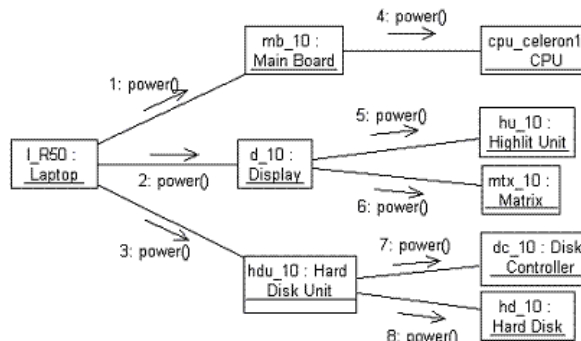 4: power()
mb_10 :
Main Board
cpu_celeron1
CPU
1: power()
5: power()
hu_10 :
Highlit Unit
l_R50 :
Laptop
d_10 :
Display
2: power()
mtx_10 :
Matrix
6: power()
3: power()
7: power()
dc_10 : Disk
Controller
hdu_10 : Hard
Disk Unit
hd_10 :
Hard Disk
8: power()